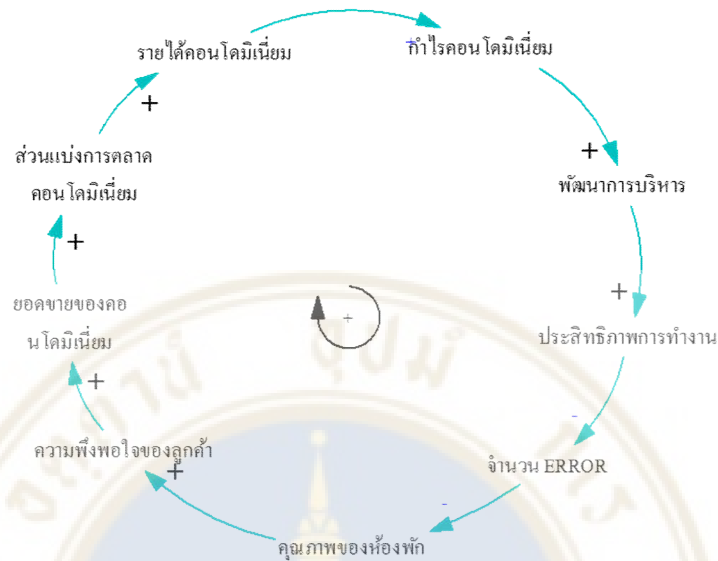 รายได้คอนโดมิเนี่ยม
+
กำไรคอนโดมิเนี่ยม
+
ส่วนแบ่งการตลาด
คอนโดมิเนี่ยม
+
พัฒนาการบริหาร
+
ยอดขายของคอ
นโดมิเนี่ยม
+
+
ประสิทธิภาพการทำงาน
+
ความพึงพอใจของลูกค้า
+
-
จำนวน ERROR
-
คุณภาพของห้องพัก